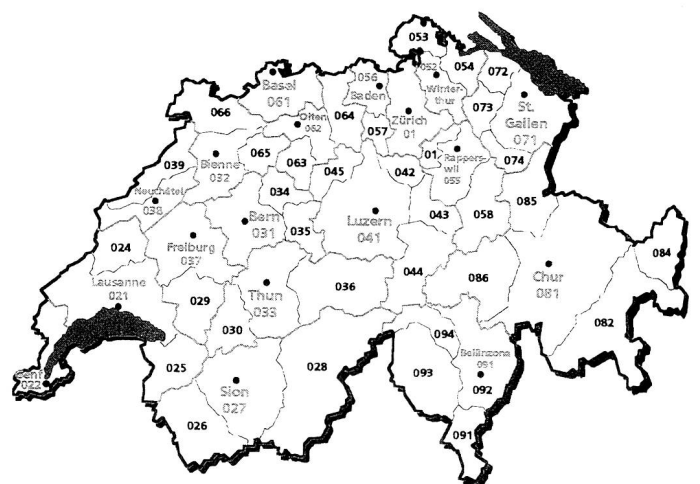 053
052
054
072
056
Baden
Basel
061
Winter-
thur
073
St.
Gallen
071
066
Olten
062
064
057
Zürich
01
039
Bienne
032
065
063
045
01
Rappers-
wil
055
074
042
034
Neuchâtel
038
Bern
031
035
Luzern
041
043
058
085
024
Freiburg
037
044
086
Chur
081
084
Lausanne
021
029
Thun
033
036
030
082
094
Bellinzona
091
025
028
093
092
Genf
022
Sion
027
026
091